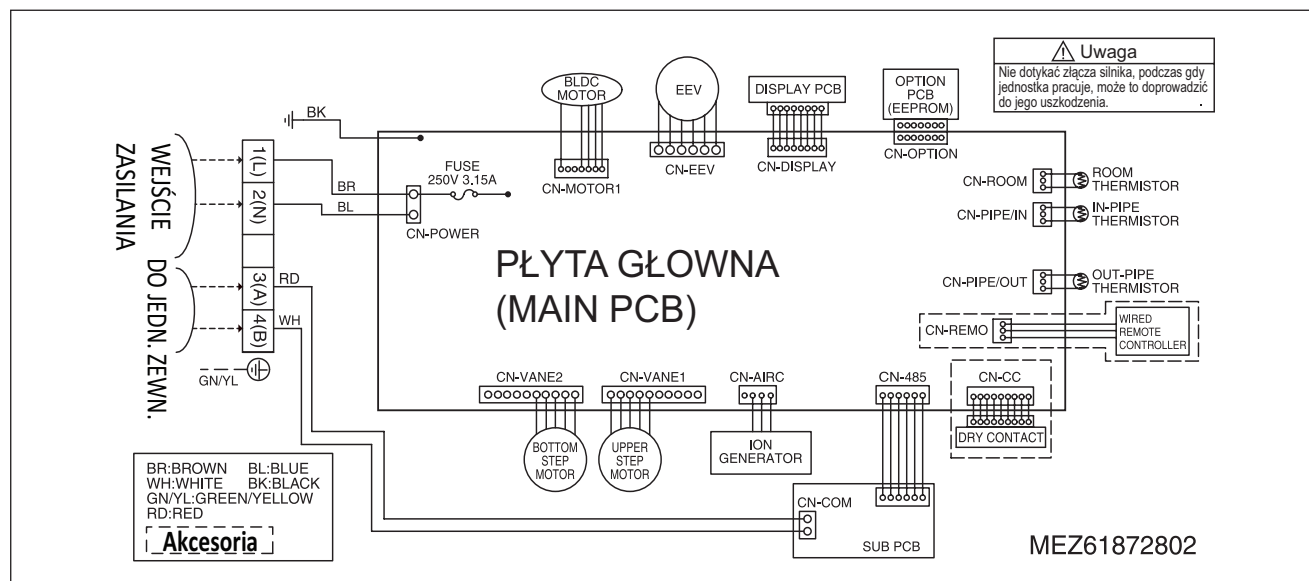 ⚠ Uwaga
Nie dotykać złącza silnika, podczas gdy
jednostka pracuje, może to doprowadzić
do jego uszkodzenia.
BLDC
MOTOR
EEV
DISPLAY PCB
OPTION
PCB
(EEPROM)
BK
CN-MOTOR1
CN-EEV
CN-DISPLAY
CN-OPTION
WEJŚCIE
ZASILANIA
1(L)
2(N)
BR
BL
FUSE
250V 3.15A
CN-POWER
CN-ROOM
ROOM
THERMISTOR
CN-PIPE/IN
IN-PIPE
THERMISTOR
CN-PIPE/OUT
OUT-PIPE
THERMISTOR
PŁYTA GŁOWNA
(MAIN PCB)
DO JEDN. ZEWN.
3(A)
4(B)
RD
WH
GN/YL
CN-REMO
WIRED
REMOTE
CONTROLLER
CN-VANE2
CN-VANE1
CN-AIRC
CN-485
CN-CC
BOTTOM
STEP
MOTOR
UPPER
STEP
MOTOR
ION
GENERATOR
DRY CONTACT
CN-COM
SUB PCB
BR:BROWN BL:BLUE
WH:WHITE BK:BLACK
GN/YL:GREEN/YELLOW
RD:RED
Akcesoria
MEZ61872802